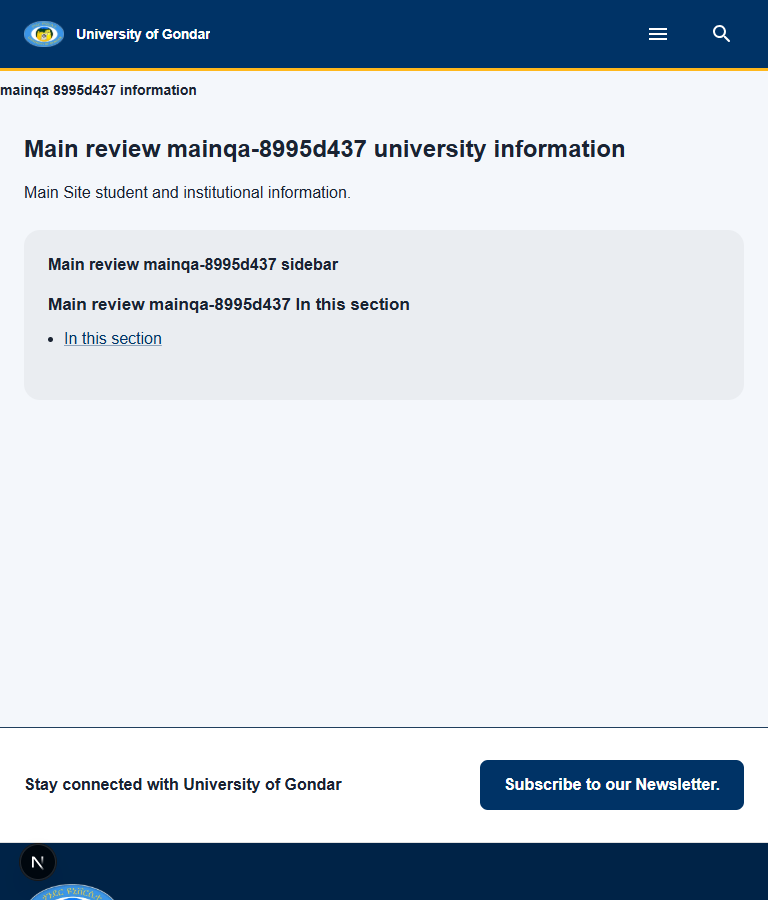 University of Gondar
mainqa 8995d437 information
Main review mainqa-8995d437 university information
Main Site student and institutional information.
Main review mainqa-8995d437 sidebar
Main review mainqa-8995d437 In this section
In this section
Stay connected with University of Gondar
Subscribe to our Newsletter.
N